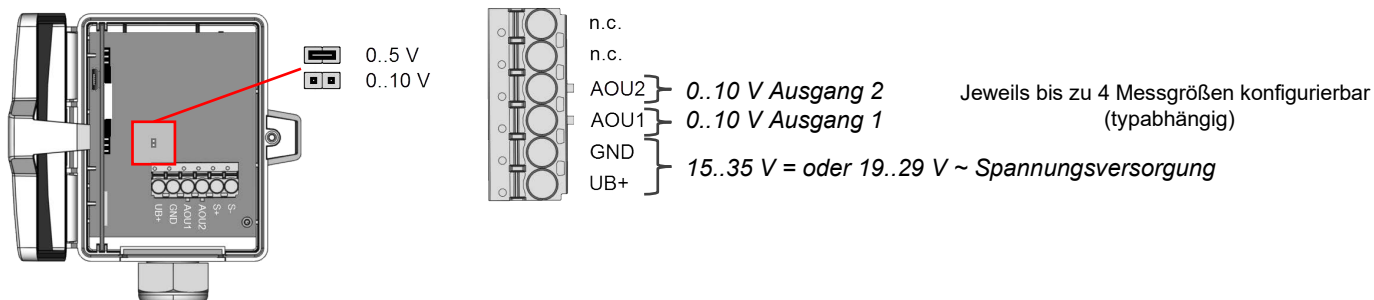 0..5 V
0..10 V
UB+
GND
AOU1
AOU2
S+
S-
n.c.
n.c.
AOU2 0..10 V Ausgang 2
AOU1 0..10 V Ausgang 1
GND
UB+
15..35 V = oder 19..29 V ~ Spannungsversorgung
Jeweils bis zu 4 Messgrößen konfigurierbar
(typabhängig)